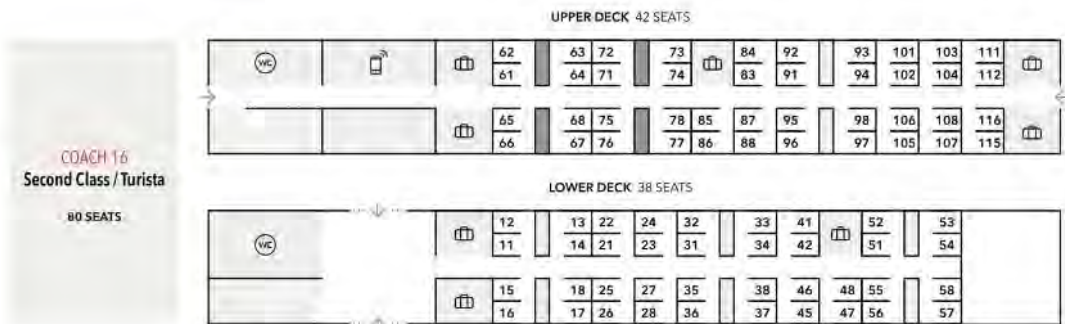 UPPER DECK 42 SEATS
WC
62 63 72 73 84 92 93 101 103 111
61 64 71 74 83 91 94 102 104 112
65 68 75 78 85 87 95 98 106 108 116
66 67 76 77 86 88 96 97 105 107 115
COACH 16
Second Class / Turista
80 SEATS
LOWER DECK 38 SEATS
WC
12 13 22 24 32 33 41 52 53
11 14 21 23 31 34 42 51 54
15 18 25 27 35 38 46 48 55 58
16 17 26 28 36 37 45 47 56 57